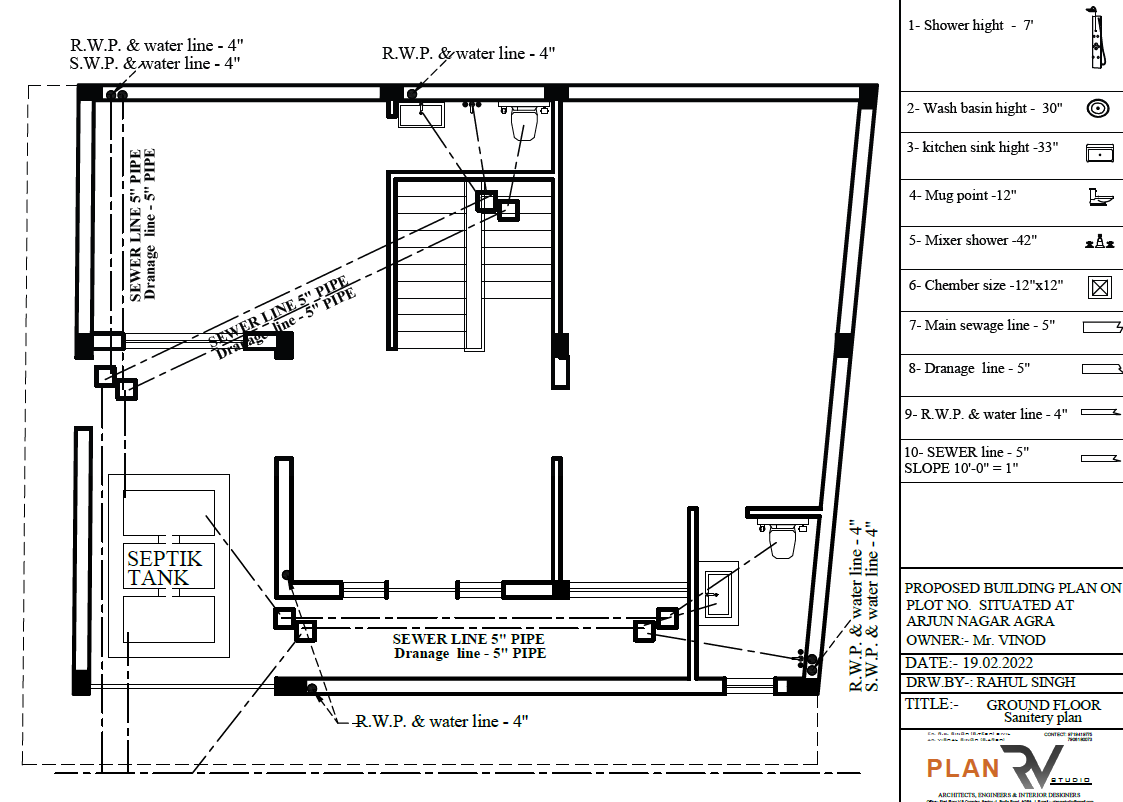 R.W.P. & water line - 4"
S.W.P. & water line - 4"
R.W.P. & water line - 4"
SEWER LINE 5" PIPE
Dranage line - 5" PIPE
SEWER LINE 5" PIPE
Dranage line - 5" PIPE
SEPTIK
TANK
SEWER LINE 5" PIPE
Dranage line - 5" PIPE
R.W.P. & water line - 4"
S.W.P. & water line - 4"
R.W.P. & water line - 4"
1- Shower hight - 7'
2- Wash basin hight - 30"
3- kitchen sink hight -33"
4- Mug point -12"
5- Mixer shower -42"
6- Chember size -12"x12"
7- Main sewage line - 5"
8- Dranage line - 5"
9- R.W.P. & water line - 4"
10- SEWER line - 5"
SLOPE 10'-0" = 1"
PROPOSED BUILDING PLAN ON
PLOT NO. SITUATED AT
ARJUN NAGAR AGRA
OWNER:- Mr. VINOD
DATE:- 19.02.2022
DRW.BY-: RAHUL SINGH
TITLE:- GROUND FLOOR
Sanitery plan
PLAN RV STUDIO
ARCHITECTS, ENGINEERS & INTERIOR DESIGNERS